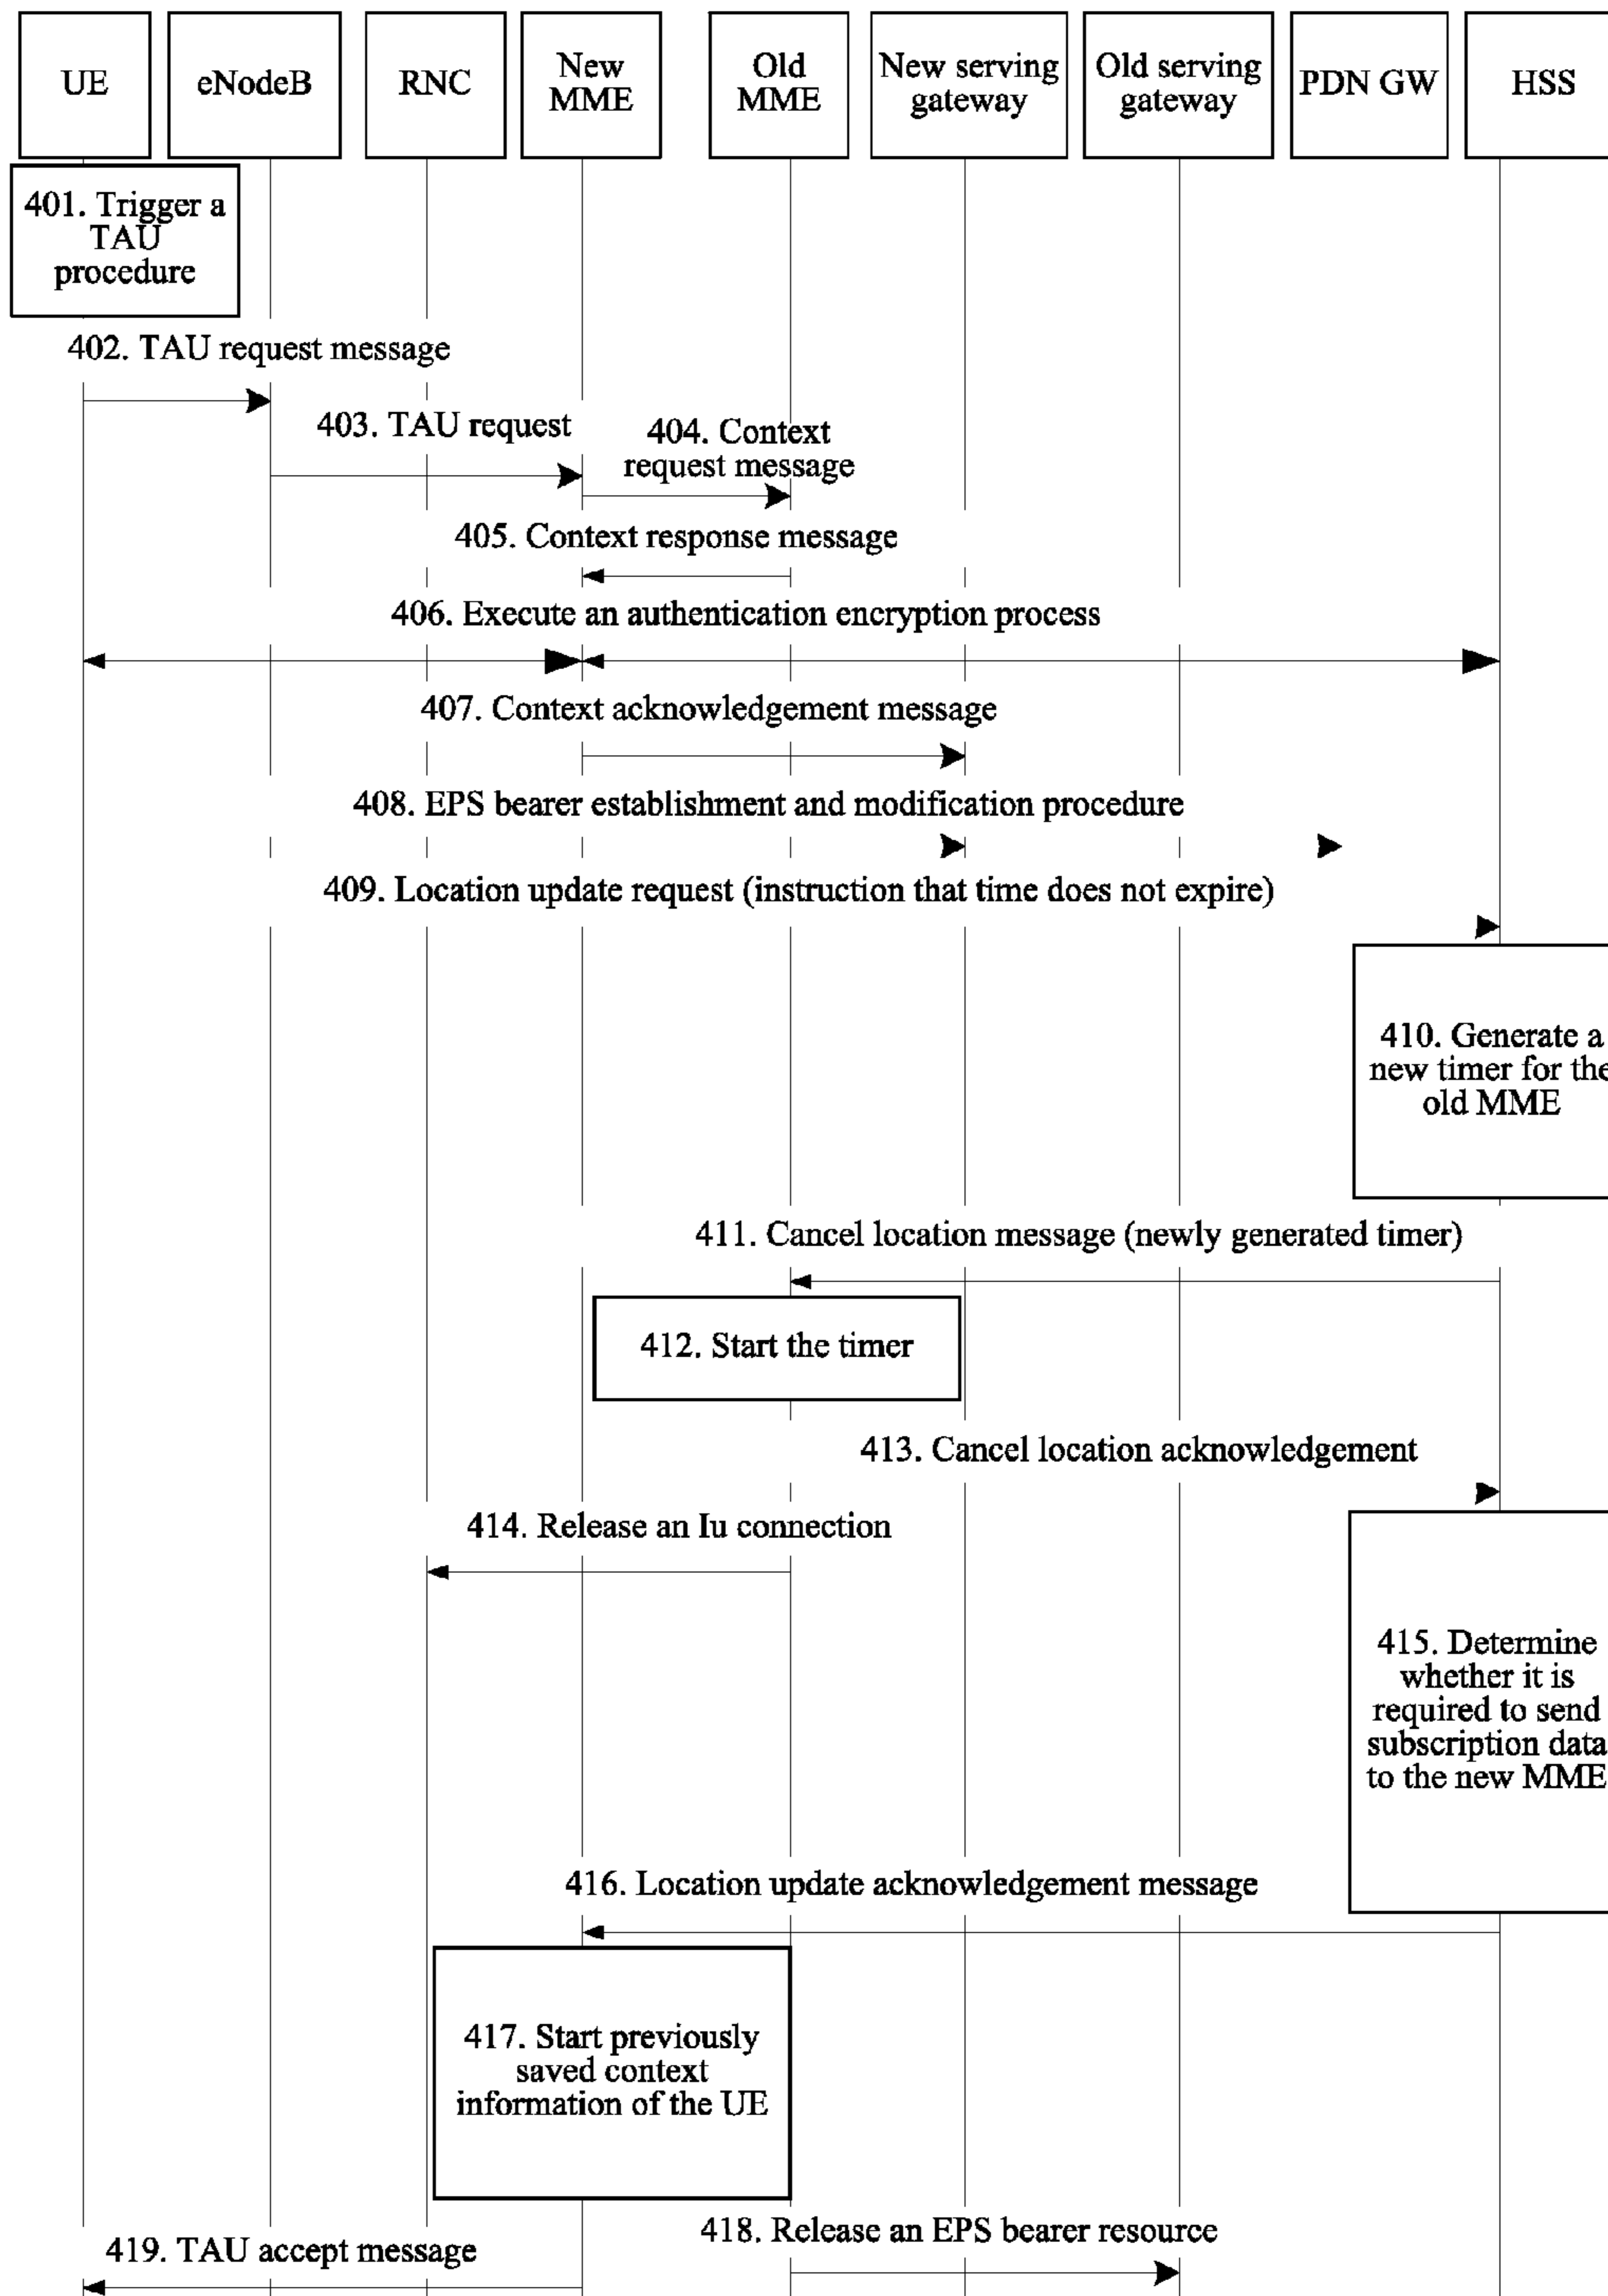 UE
eNodeB
RNC
New
MME
Old
MME
New serving
gateway
Old serving
gateway
PDN GW
HSS
401. Trigger a
TAU
procedure
402. TAU request message
403. TAU request
404. Context
request message
405. Context response message
406. Execute an authentication encryption process
407. Context acknowledgement message
408. EPS bearer establishment and modification procedure
409. Location update request (instruction that time does not expire)
410. Generate a
new timer for the
old MME
411. Cancel location message (newly generated timer)
412. Start the timer
413. Cancel location acknowledgement
414. Release an Iu connection
415. Determine
whether it is
required to send
subscription data
to the new MME
416. Location update acknowledgement message
417. Start previously
saved context
information of the UE
418. Release an EPS bearer resource
419. TAU accept message